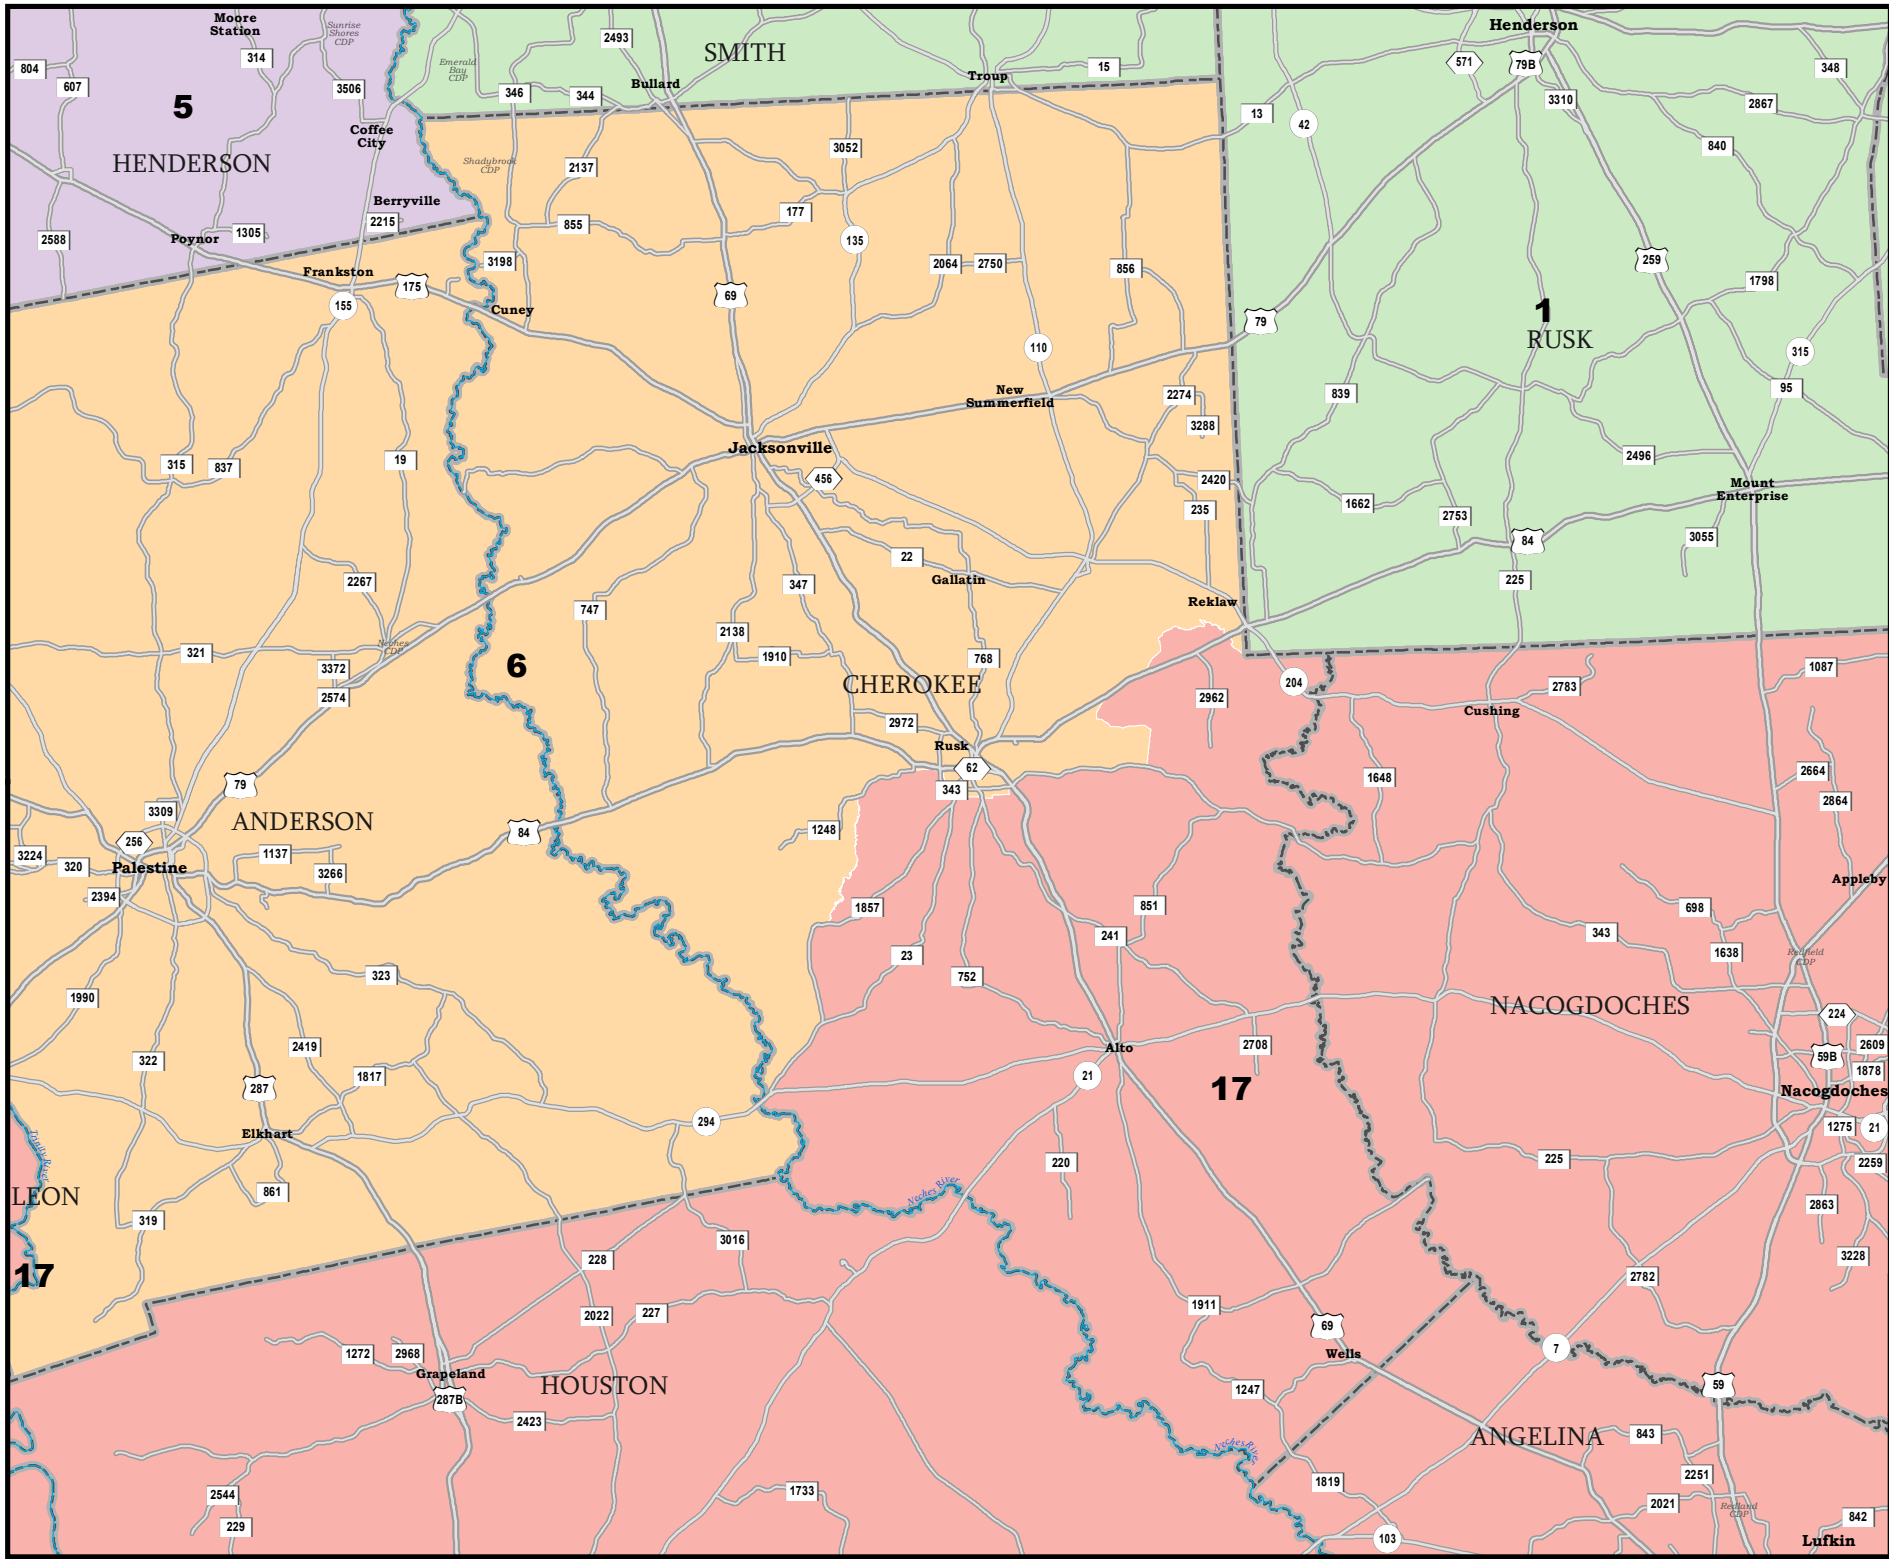 Moore
Station
Sunrise
Shores
CDP
2493
SMITH
Henderson
804
314
Emerald
Bay
CDP
Troup
15
571
79B
348
607
3506
346
344
Bullard
3310
2867
5
13
42
Coffee
City
3052
840
HENDERSON
Shadybrook
CDP
2137
Berryville
177
2215
855
1305
2588
Poynor
135
3198
2064
2750
856
259
Frankston
175
69
1798
155
Cuney
1
79
RUSK
110
315
New
Summerfield
2274
839
95
3288
Jacksonville
315
837
19
456
2420
2496
Mount
Enterprise
1662
235
2753
84
3055
22
Gallatin
2267
347
225
747
Reklaw
2138
321
Neches
CDP
1910
768
3372
6
CHEROKEE
204
1087
2574
2962
2783
Cushing
2972
Rusk
62
1648
2664
79
343
2864
3309
ANDERSON
84
1248
256
3224
320
1137
Palestine
3266
Appleby
2394
1857
851
698
241
343
23
1638
Redfield
CDP
323
752
1990
NACOGDOCHES
224
2419
Alto
2708
2609
322
59B
1817
21
1878
287
17
Nacogdoches
294
1275
21
Elkhart
220
225
2259
LEON
861
Neches River
2863
319
3016
228
3228
17
2782
2022
227
1911
69
7
1272
2968
Wells
Grapeland
HOUSTON
59
287B
1247
2423
843
ANGELINA
2251
1819
2544
1733
2021
Redland
CDP
842
229
103
Lufkin